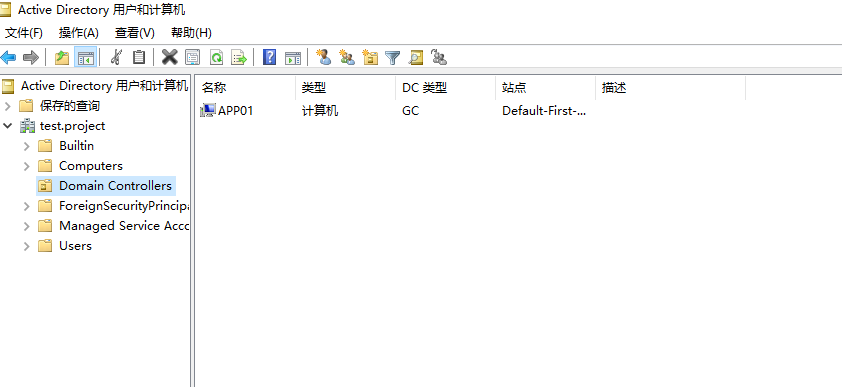 Active Directory 用户和计算机
文件(F) 操作(A) 查看(V) 帮助(H)
Active Directory 用户和计算机
保存的查询
test.project
Builtin
Computers
Domain Controllers
ForeignSecurityPrincipa
Managed Service Acco
Users
名称 类型 DC 类型 站点 描述
APP01 计算机 GC Default-First-...